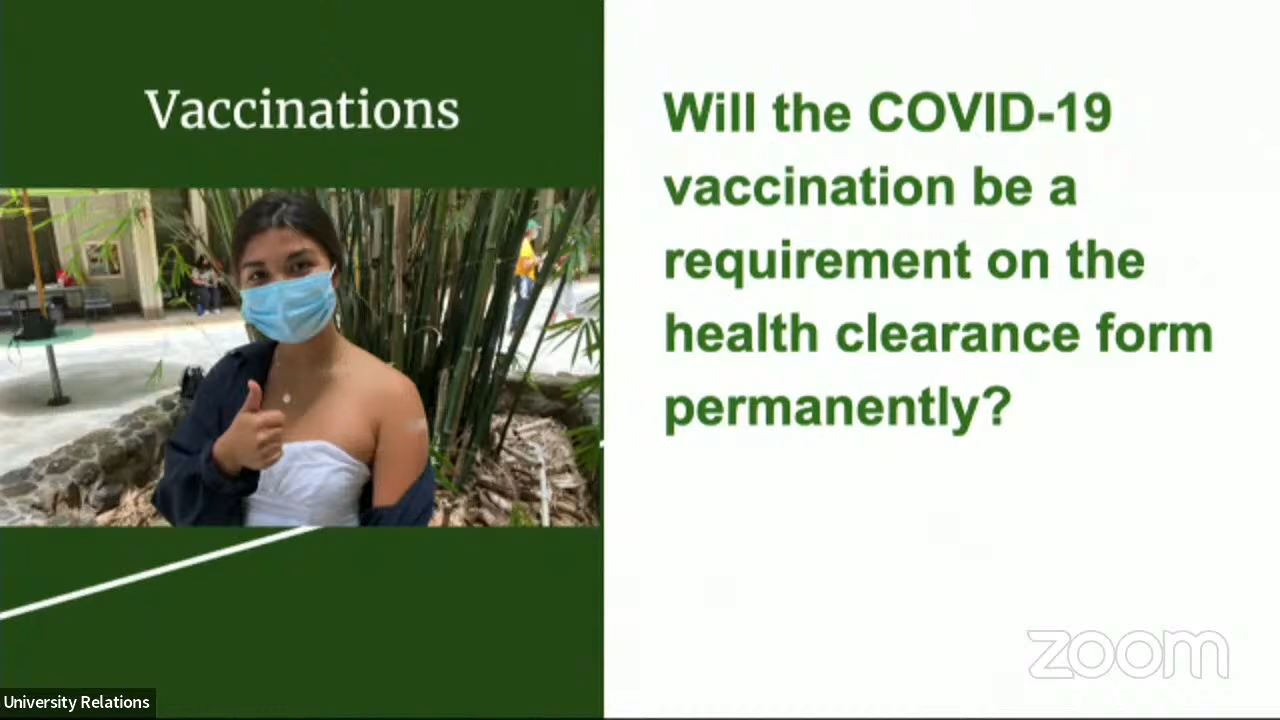 Vaccinations
Will the COVID-19
vaccination be a
requirement on the
health clearance form
permanently?
zoom
University Relations